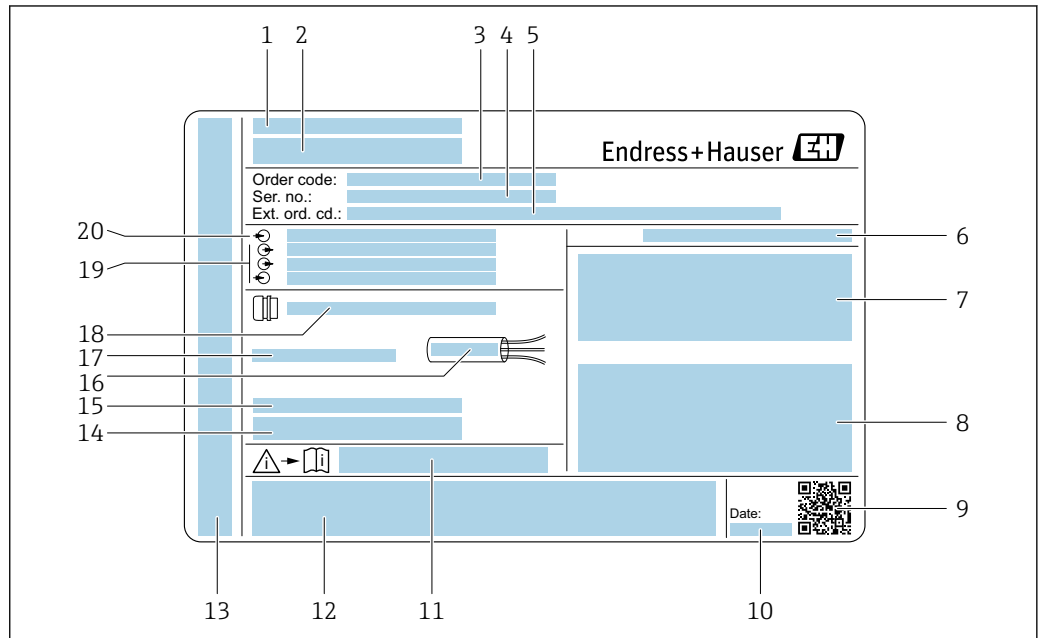 1 2 3 4 5
Endress+Hauser EH
Order code:
Ser. no.:
Ext. ord. cd.:
20
6
19
7
18
17
16
15
14
8
i i
Date:
9
13 12 11 10